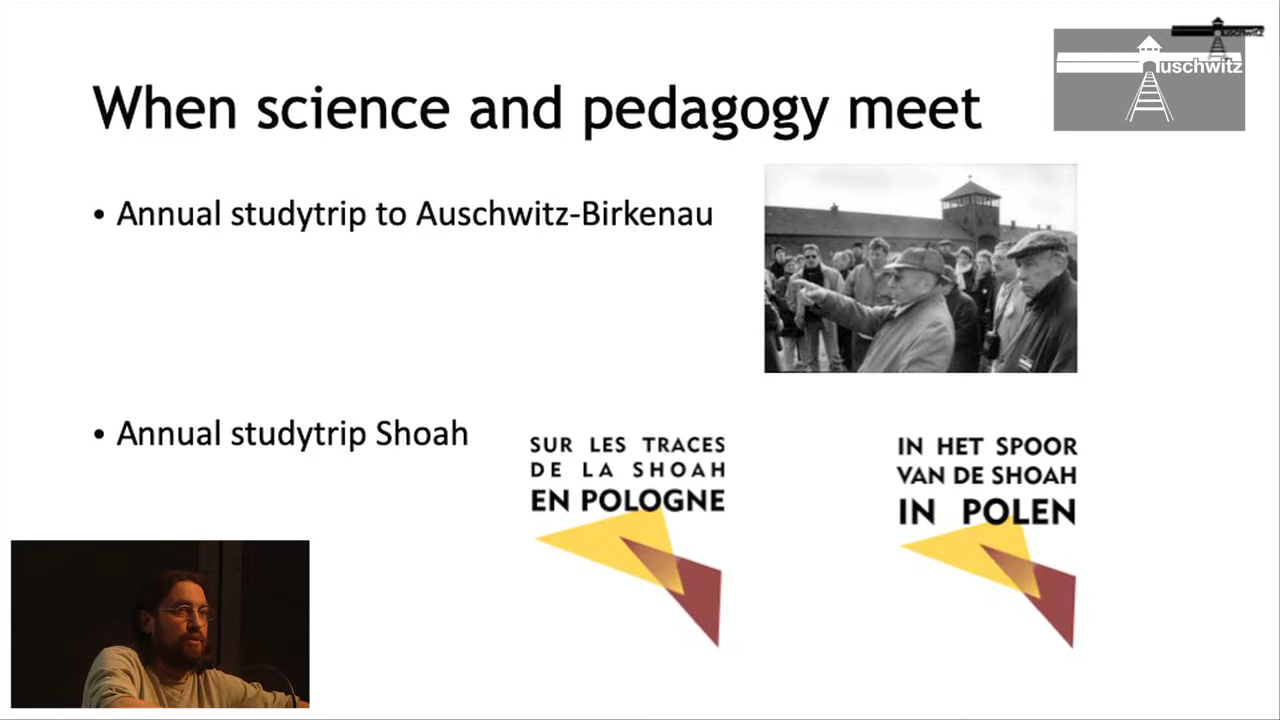 When science and pedagogy meet
uschwitz
uschwitz
• Annual studytrip to Auschwitz-Birkenau
• Annual studytrip Shoah
SUR LES TRACES
DE LA SHOAH
EN POLOGNE
IN HET SPOOR
VAN DE SHOAH
IN POLEN